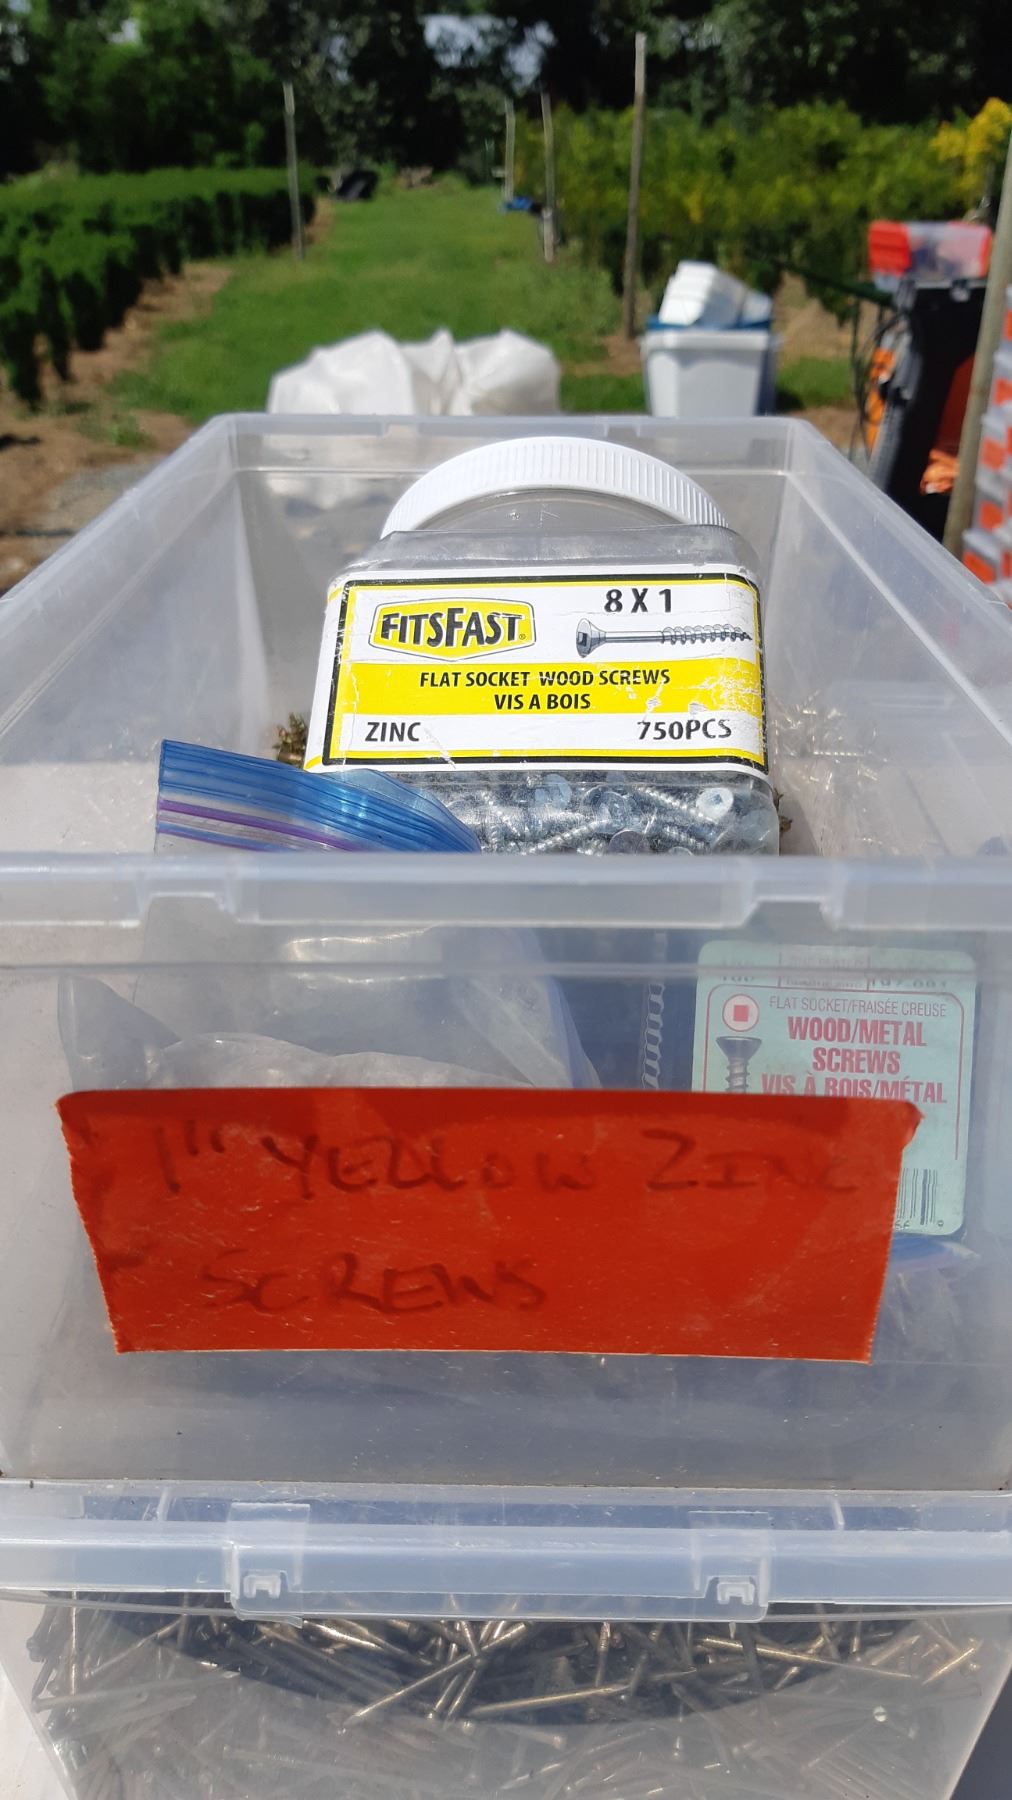 8 X 1
FITSFAST®
FLAT SOCKET WOOD SCREWS
VIS A BOIS
ZINC 750PCS
FLAT SOCKET/FRAISÉE CREUSE
WOOD/METAL
SCREWS
VIS À BOIS/MÉTAL
1" YELLOW ZINC
SCREWS